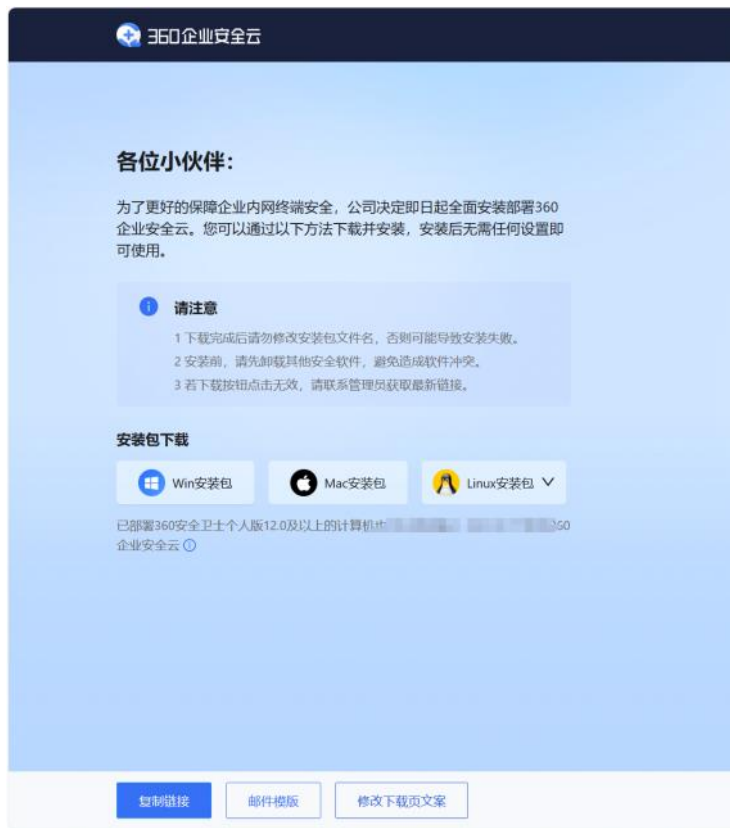 360企业安全云
各位小伙伴：
为了更好的保障企业内网终端安全，公司决定即日起全面安装部署360
企业安全云。您可以通过以下方法下载并安装，安装后无需任何设置即
可使用。
请注意
1 下载完成后请勿修改安装包文件名，否则可能导致安装失败。
2 安装前，请先卸载其他安全软件，避免造成软件冲突。
3 若下载按钮点击无效，请联系管理员获取最新链接。
安装包下载
Win安装包 Mac安装包 Linux安装包
已部署360安全卫士个人版12.0及以上的计算机 360
企业安全云
复制链接 邮件模版 修改下载页文案